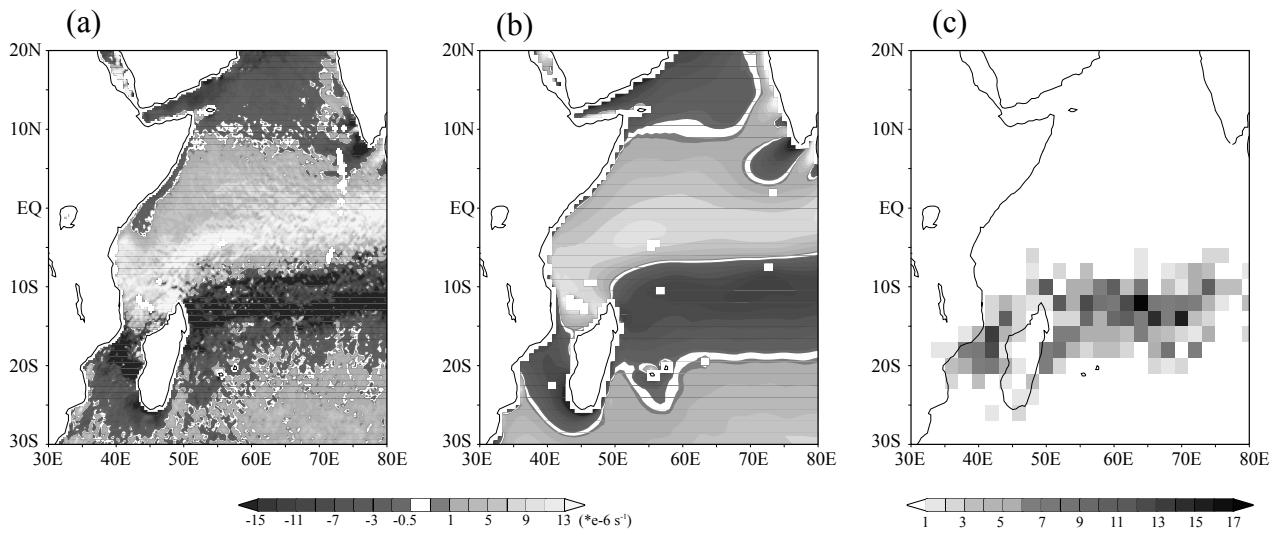 (a) (b) (c)
20N 20N 20N
10N 10N 10N
EQ EQ EQ
10S 10S 10S
20S 20S 20S
30S 30S 30S
30E 40E 50E 60E 70E 80E 30E 40E 50E 60E 70E 80E 30E 40E 50E 60E 70E 80E
-15 -11 -7 -3 -0.5 1 5 9 13 (*e-6 s⁻¹) 1 3 5 7 9 11 13 15 17